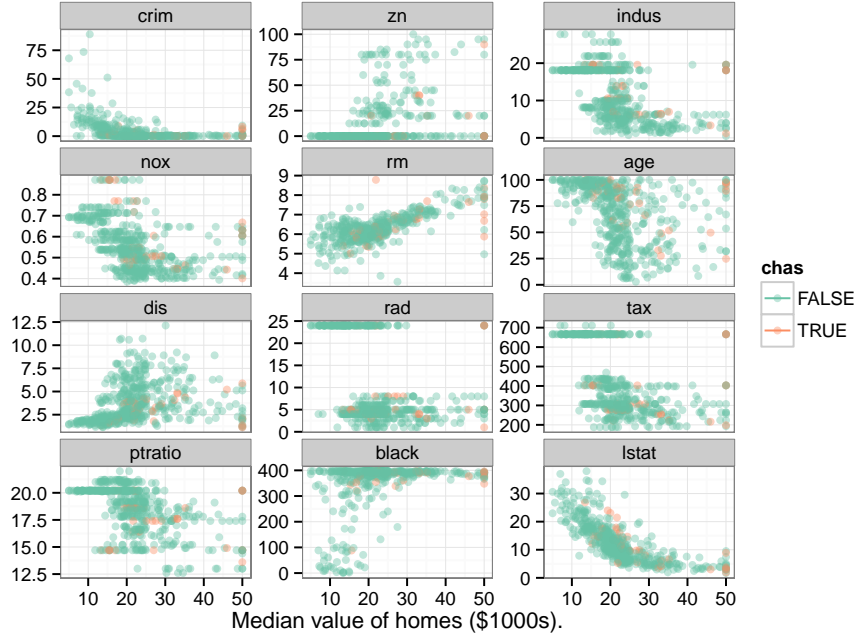 crim zn indus
75 50 25 0
100 75 50 25 0
20 10 0
nox rm age
0.8 0.7 0.6 0.5 0.4
9 8 7 6 5 4
100 75 50 25 0
dis rad tax
12.5 10.0 7.5 5.0 2.5
25 20 15 10 5 0
700 600 500 400 300 200
ptratio black lstat
20.0 17.5 15.0 12.5
400 300 200 100 0
30 20 10 0
10 20 30 40 50 10 20 30 40 50 10 20 30 40 50
Median value of homes ($1000s).
chas
FALSE
TRUE